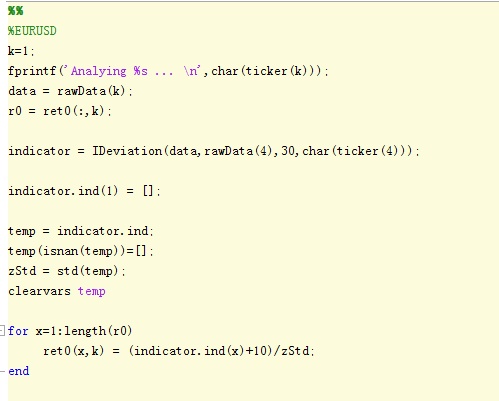 %%
%EURUSD
k=1;
fprintf('Analying %s ... \n',char(ticker(k)));
data = rawData(k);
r0 = ret0(:,k);
indicator = IDeviation(data,rawData(4),30,char(ticker(4)));
indicator.ind(1) = [];
temp = indicator.ind;
temp(isnan(temp))=[];
zStd = std(temp);
clearvars temp
for x=1:length(r0)
ret0(x,k) = (indicator.ind(x)+10)/zStd;
end